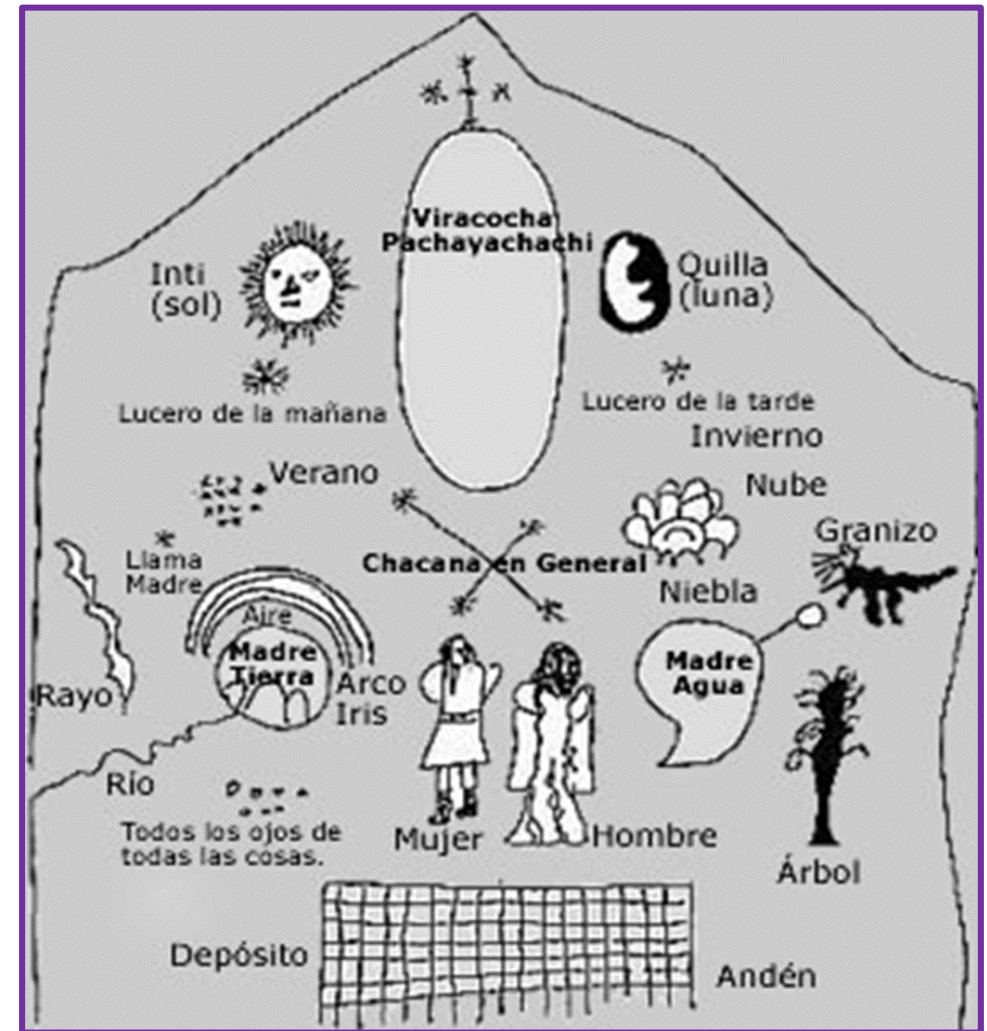 Viracocha
Pachayachachi
Inti
(sol)
Quilla
(luna)
Lucero de la mañana
Lucero de la tarde
Invierno
Verano
Nube
Granizo
Llama
Madre
Chacana en General
Niebla
Aire
Madre
Tierra
Arco
Iris
Madre
Agua
Rayo
Río
Todos los ojos de
todas las cosas.
Mujer
Hombre
Árbol
Depósito
Andén